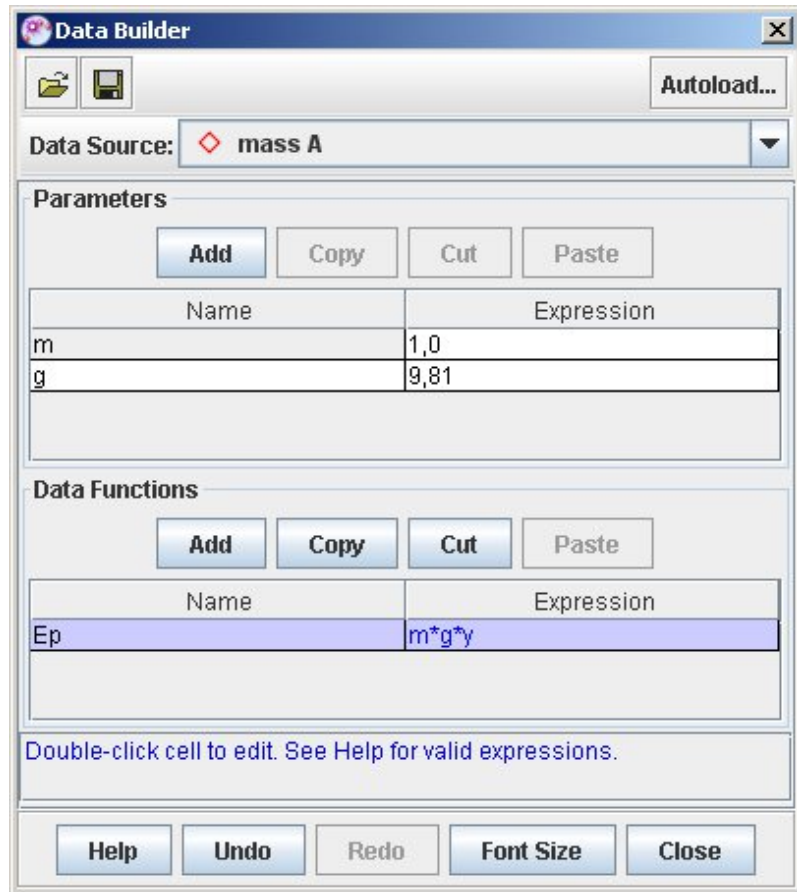 Data Builder
Autoload...
Data Source: mass A
Parameters
Add Copy Cut Paste
Name Expression
m 1,0
g 9,81
Data Functions
Add Copy Cut Paste
Name Expression
Ep m*g*y
Double-click cell to edit. See Help for valid expressions.
Help Undo Redo Font Size Close